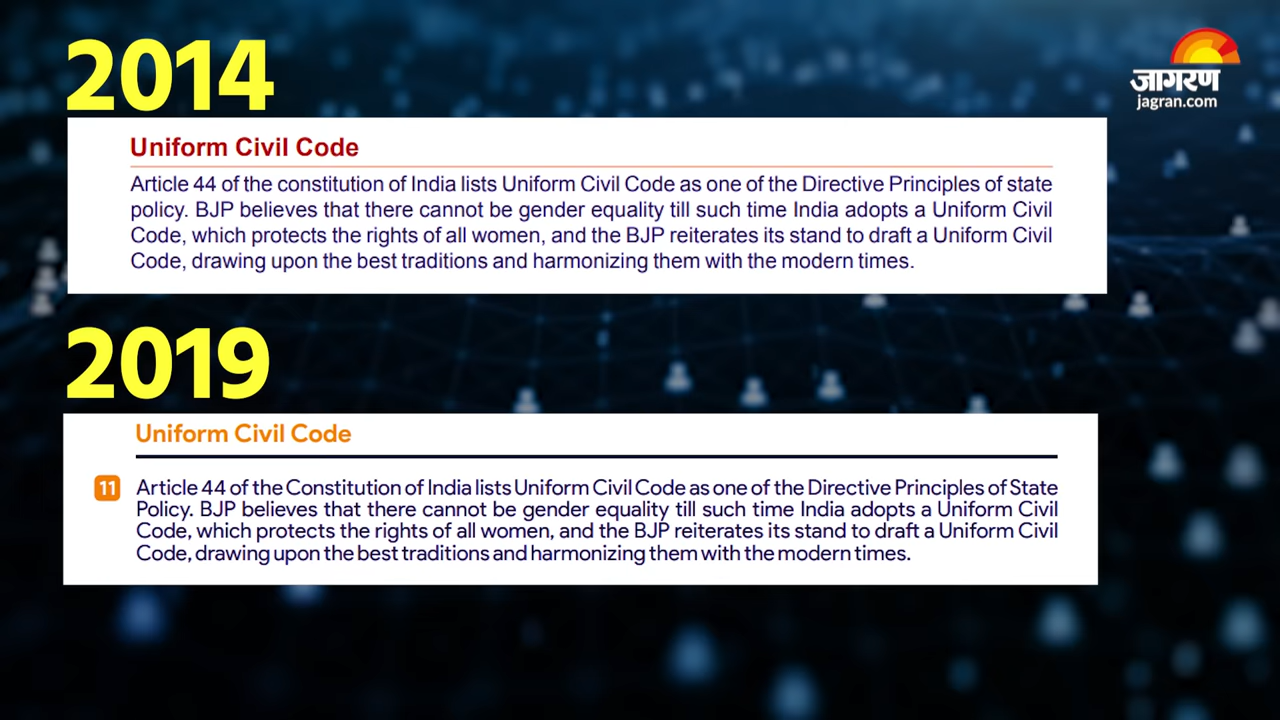 2014
जागरण
jagran.com
Uniform Civil Code
Article 44 of the constitution of India lists Uniform Civil Code as one of the Directive Principles of state
policy. BJP believes that there cannot be gender equality till such time India adopts a Uniform Civil
Code, which protects the rights of all women, and the BJP reiterates its stand to draft a Uniform Civil
Code, drawing upon the best traditions and harmonizing them with the modern times.
2019
Uniform Civil Code
11 Article 44 of the Constitution of India lists Uniform Civil Code as one of the Directive Principles of State
Policy. BJP believes that there cannot be gender equality till such time India adopts a Uniform Civil
Code, which protects the rights of all women, and the BJP reiterates its stand to draft a Uniform Civil
Code, drawing upon the best traditions and harmonizing them with the modern times.